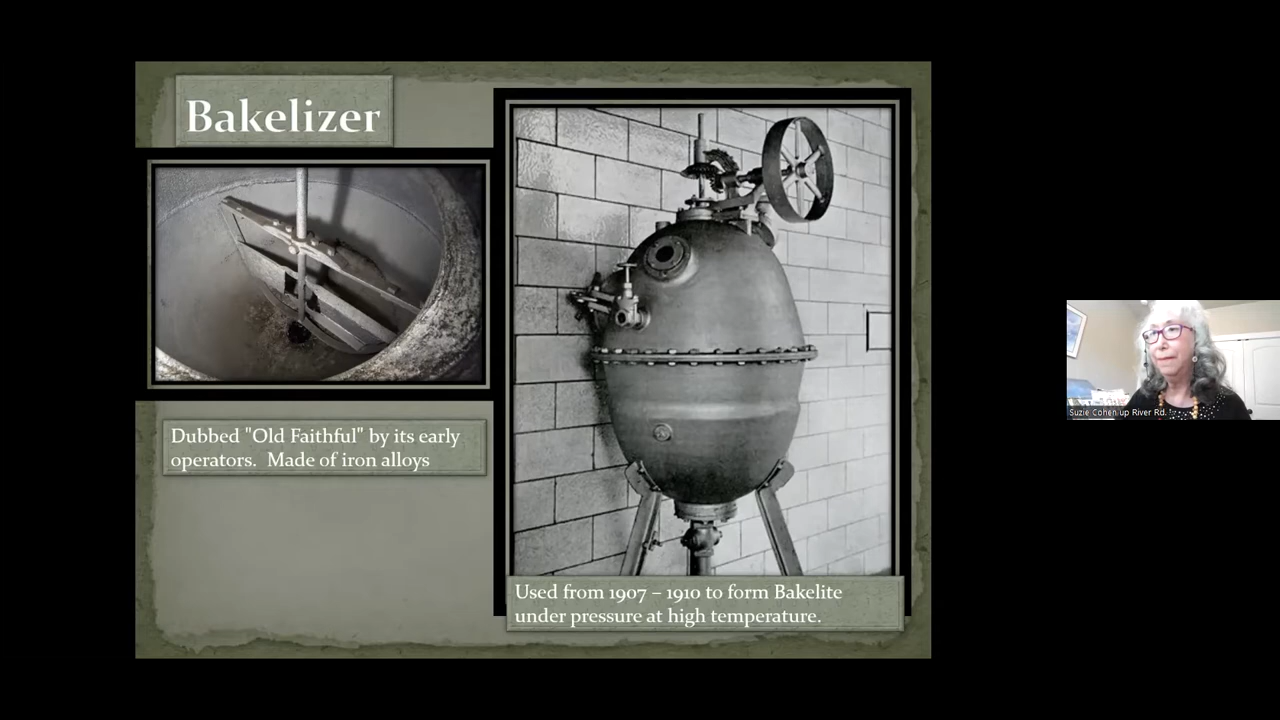 Bakelizer
Dubbed "Old Faithful" by its early
operators.  Made of iron alloys
Used from 1907 – 1910 to form Bakelite
under pressure at high temperature.
Suzie Cohen up River Rd.